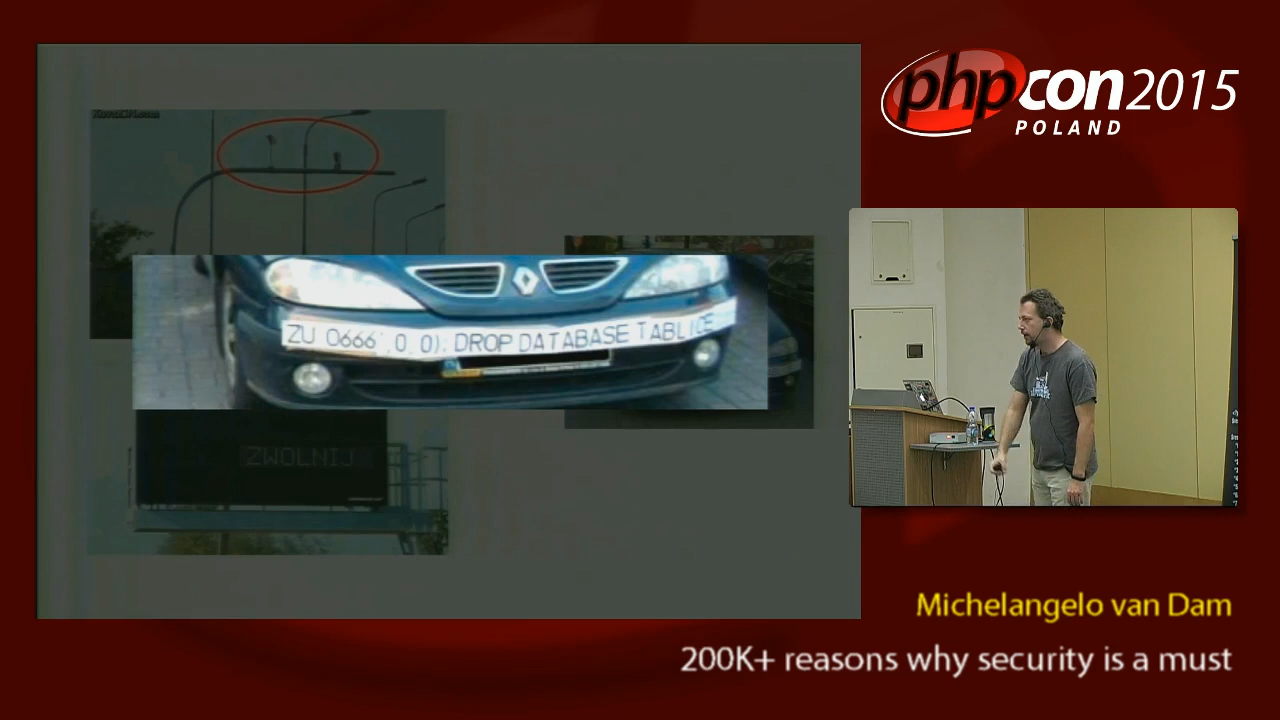 phpcon2015
POLAND
ZU 0666',0,0); DROP DATABASE TABLICE
ZWOLNIJ
Michelangelo van Dam
200K+ reasons why security is a must